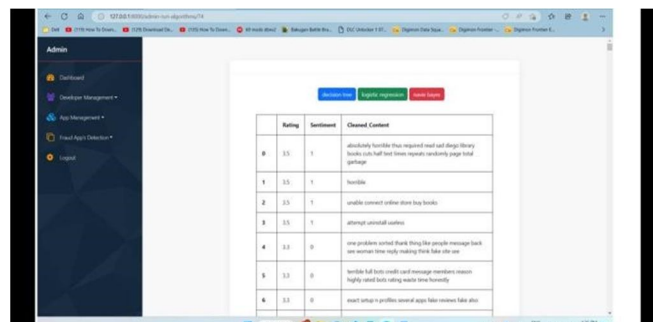 127.0.0.1:8000/admin-run-algorithms/74
Admin
Dashboard
Developer Management
App Management
Fraud App's Detection
Logout
decision tree
logistic regression
naive bayes
Rating Sentiment Cleaned_Content
0 3.5 1 absolutely horrible thus required read sad diego library
books cuts half text times repeats randomly page total
garbage
1 3.5 1 horrible
2 3.5 1 unable connect online store buy books
3 3.5 1 attempt uninstall useless
4 3.3 0 one problem sorted thank thing like people message back
see woman time reply making think fake site see
5 3.3 0 terrible full bots credit card message members reason
highly rated bots rating waste time honestly
6 3.3 0 exact setup n profiles several apps fake reviews fake also